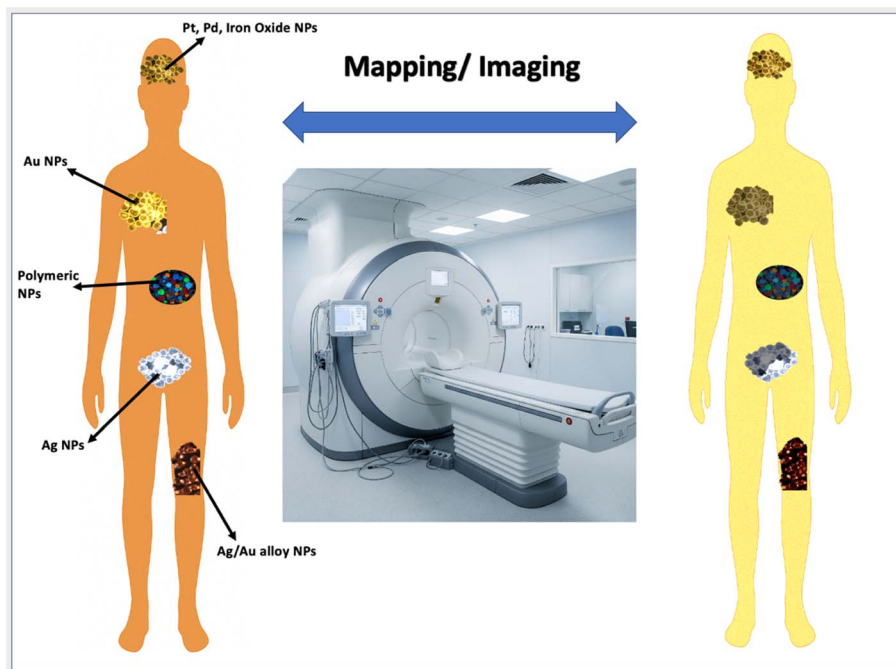 Pt, Pd, Iron Oxide NPs
Mapping/ Imaging
Au NPs
Polymeric
NPs
Ag NPs
Ag/Au alloy NPs